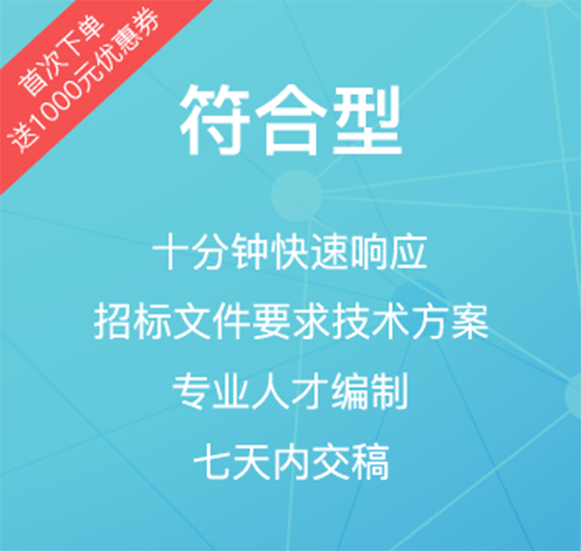 首次下单
送1000元优惠券
符合型
十分钟快速响应
招标文件要求技术方案
专业人才编制
七天内交稿